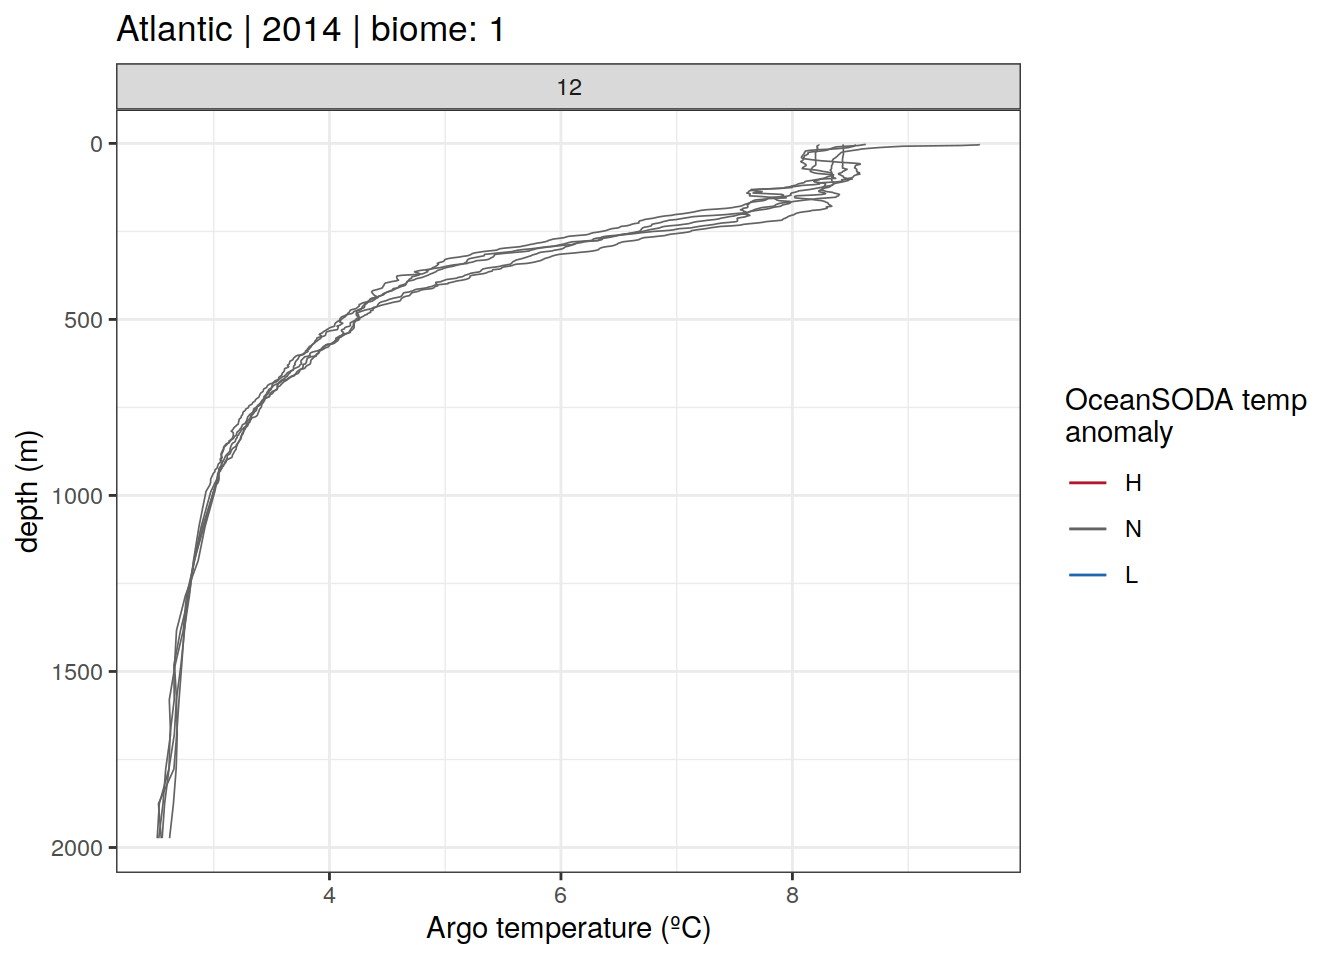 Atlantic | 2014 | biome: 1
12
0
500
1000
1500
2000
depth (m)
4
6
8
Argo temperature (ºC)
OceanSODA temp
anomaly
H
N
L